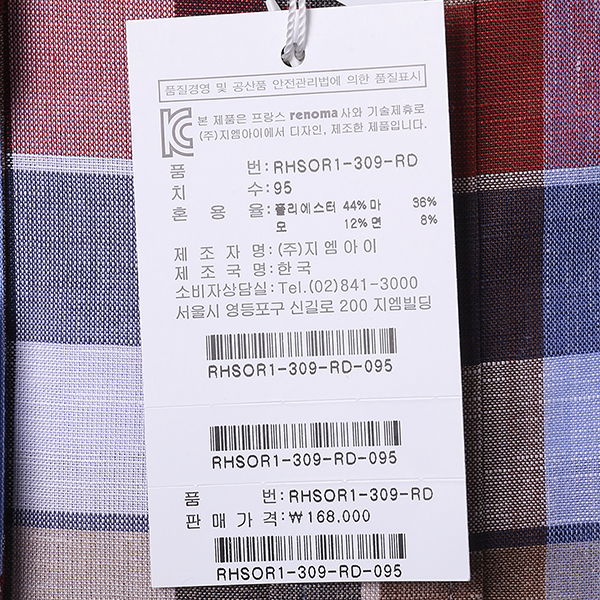 품질경영 및 공산품 안전관리법에 의한 품질표시
본 제품은 프랑스 renoma 사와 기술제휴로
(주)지엠아이에서 디자인, 제조한 제품입니다.
품 번:RHSOR1-309-RD
치 수:95
혼 용 율:폴리에스터 44% 마 36%
모 12% 면 8%
제 조 자 명:(주)지엠아이
제 조 국 명:한국
소비자상담실:Tel.(02)841-3000
서울시 영등포구 신길로 200 지엠빌딩
RHSOR1-309-RD-095
RHSOR1-309-RD-095
품 번:RHSOR1-309-RD
판 매 가 격:₩168.000
RHSOR1-309-RD-095